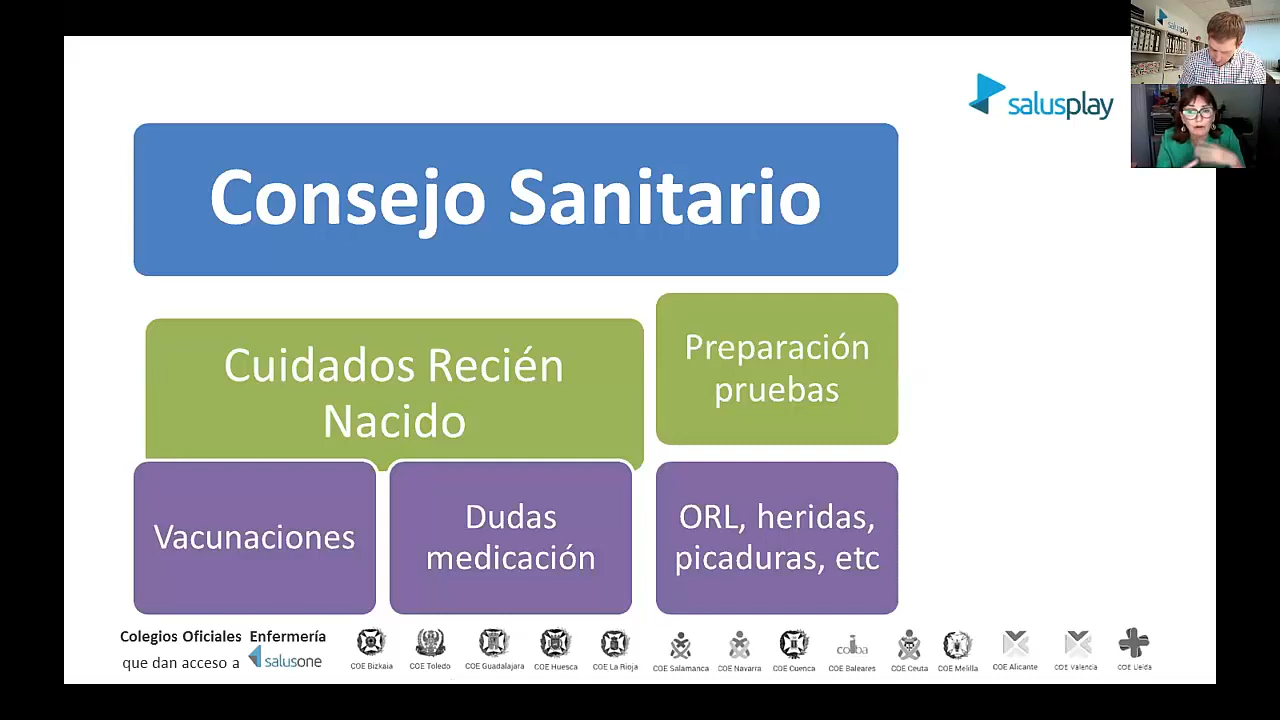 salusplay
Consejo Sanitario
Cuidados Recién
Nacido
Preparación
pruebas
Vacunaciones
Dudas
medicación
ORL, heridas,
picaduras, etc
Colegios Oficiales Enfermería
que dan acceso a salusone
COE Bizkaia
COE Toledo
COE Guadalajara
COE Huesca
COE La Rioja
COE Salamanca
COE Navarra
COE Cuenca
COE Baleares
COE Ceuta
COE Melilla
COE Alicante
COE Valencia
COE Lleida